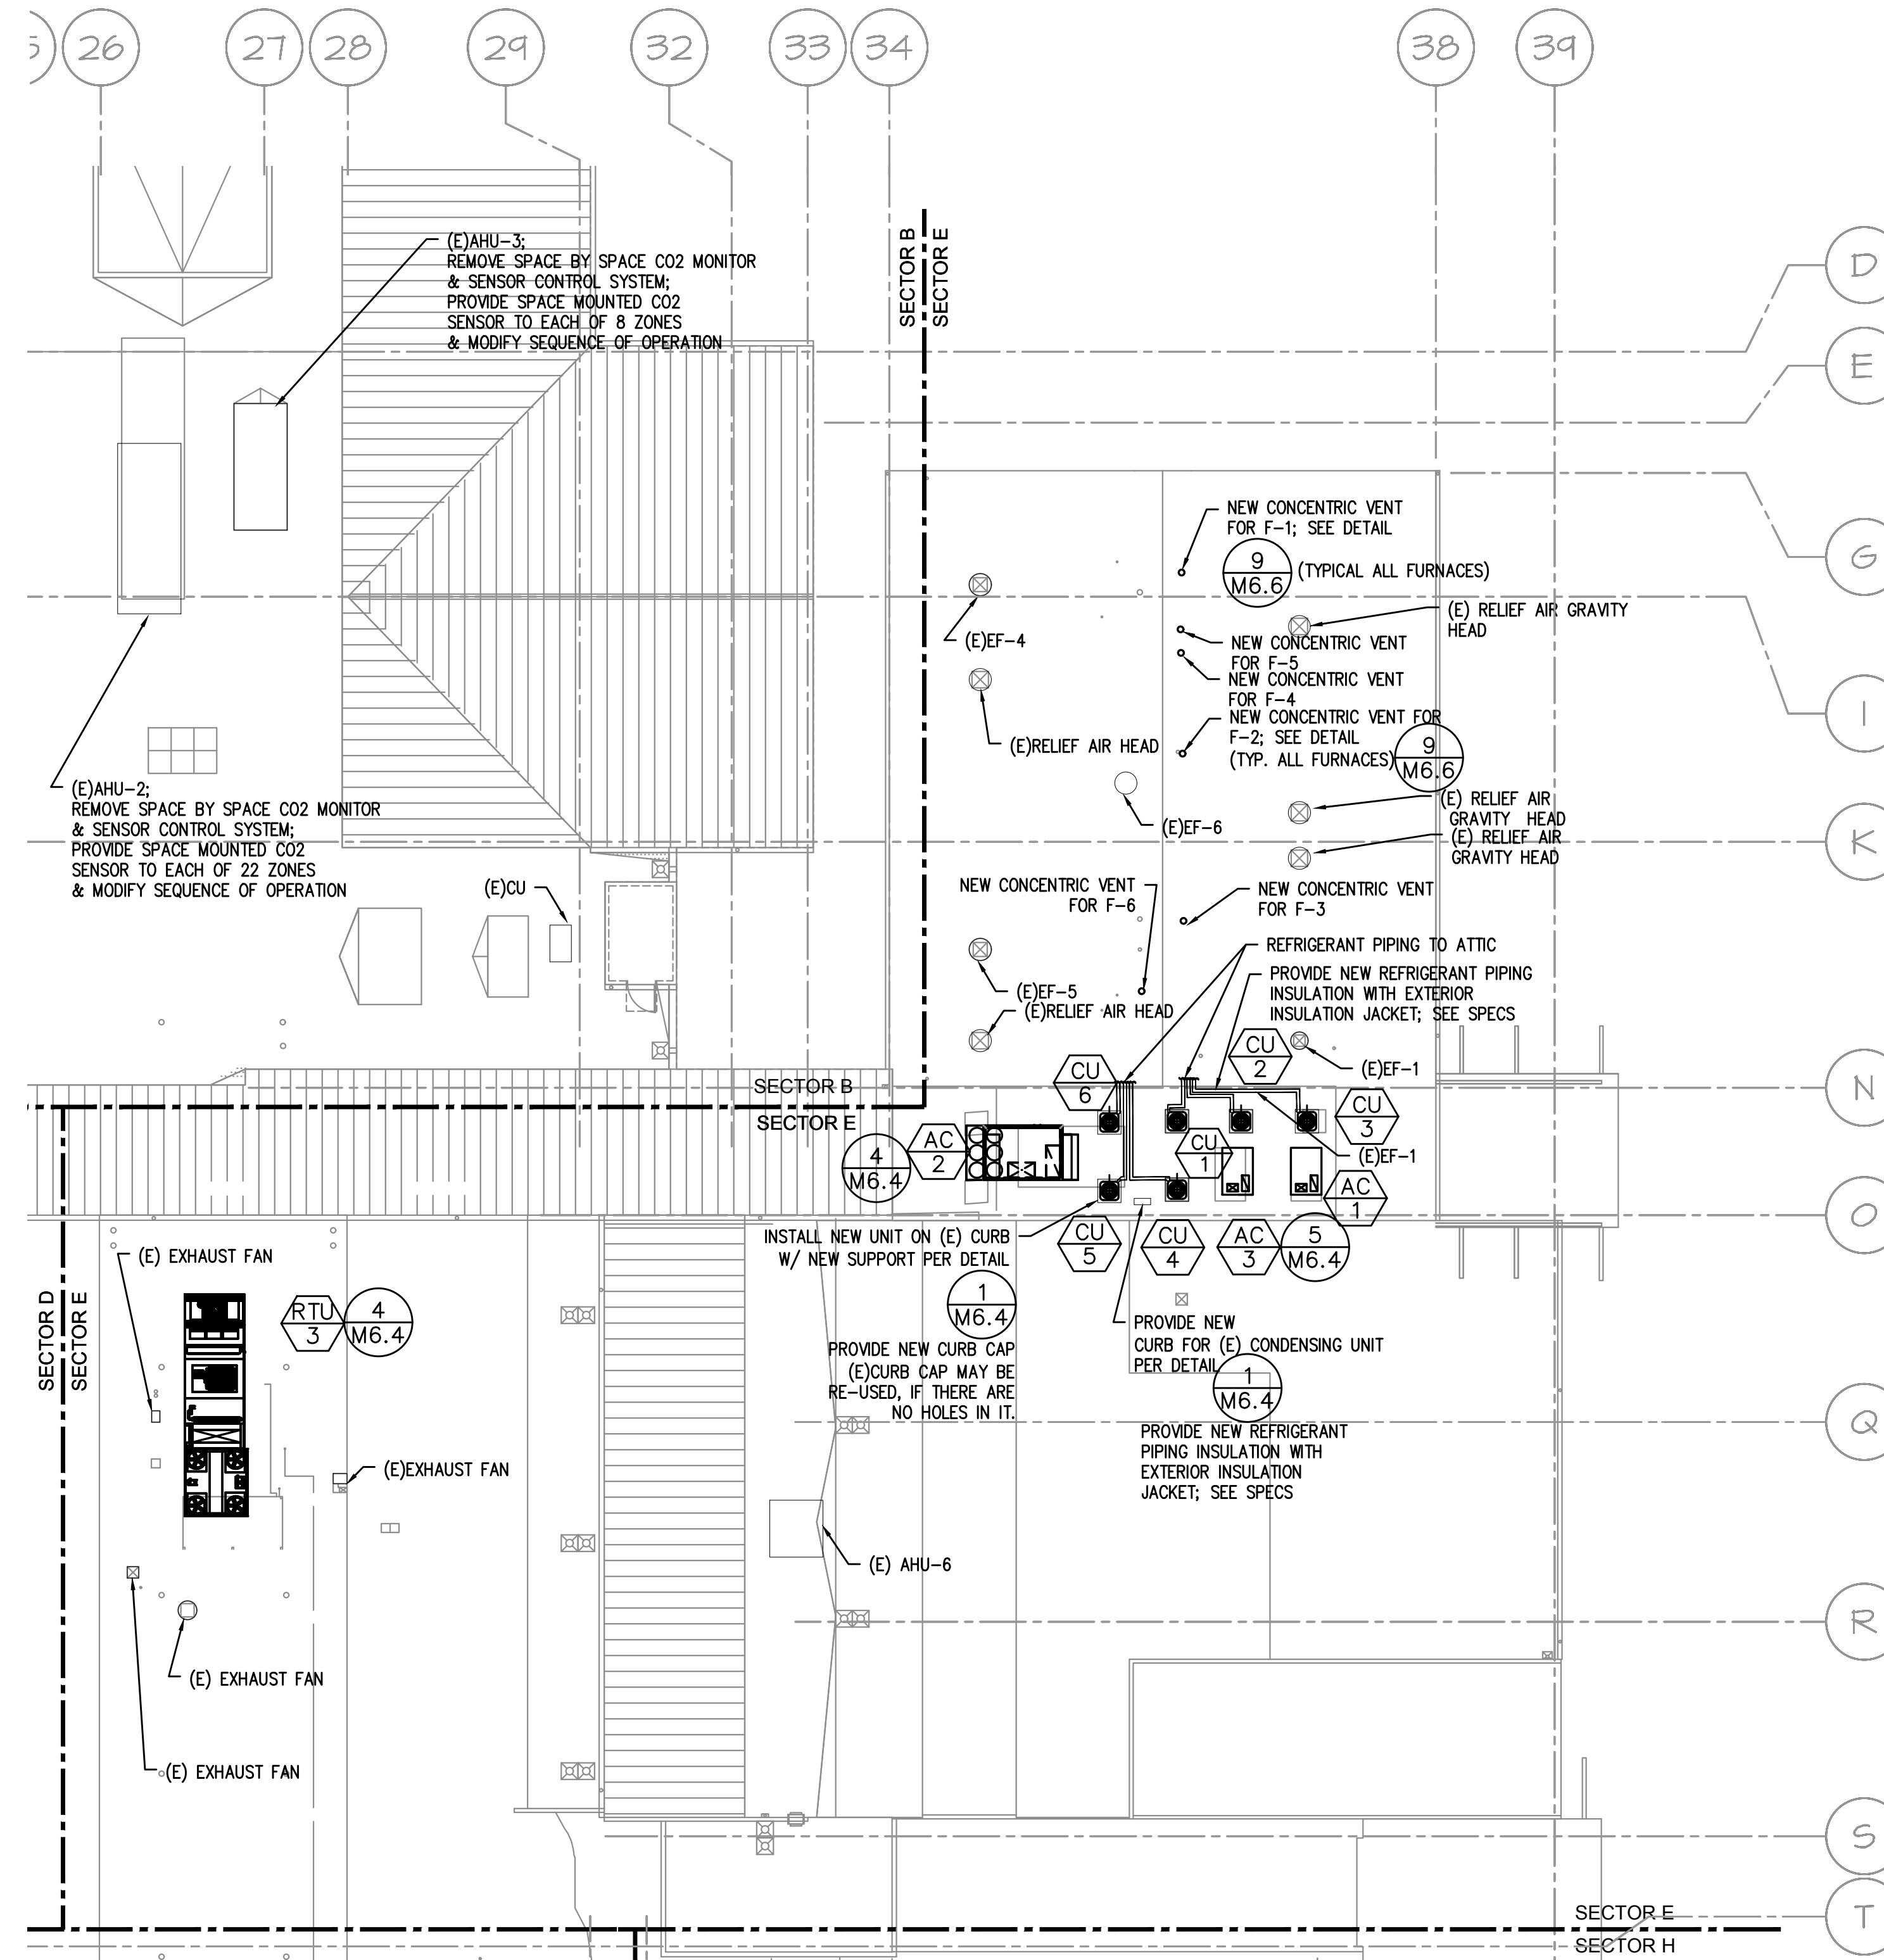 26
27
28
29
32
33
34
38
39
D
E
G
I
K
N
O
Q
R
S
T
SECTOR B
SECTOR E
(E)AHU-3;
REMOVE SPACE BY SPACE CO2 MONITOR
& SENSOR CONTROL SYSTEM;
PROVIDE SPACE MOUNTED CO2
SENSOR TO EACH OF 8 ZONES
& MODIFY SEQUENCE OF OPERATION
(E)AHU-2;
REMOVE SPACE BY SPACE CO2 MONITOR
& SENSOR CONTROL SYSTEM;
PROVIDE SPACE MOUNTED CO2
SENSOR TO EACH OF 22 ZONES
& MODIFY SEQUENCE OF OPERATION
(E)CU
NEW CONCENTRIC VENT
FOR F-1; SEE DETAIL
9
M6.6
(TYPICAL ALL FURNACES)
(E) RELIEF AIR GRAVITY
HEAD
(E)EF-4
NEW CONCENTRIC VENT
FOR F-5
NEW CONCENTRIC VENT
FOR F-4
NEW CONCENTRIC VENT FOR
F-2; SEE DETAIL
(TYP. ALL FURNACES)
9
M6.6
(E)RELIEF AIR HEAD
(E) RELIEF AIR
GRAVITY HEAD
(E) RELIEF AIR
GRAVITY HEAD
(E)EF-6
NEW CONCENTRIC VENT
FOR F-6
NEW CONCENTRIC VENT
FOR F-3
REFRIGERANT PIPING TO ATTIC
PROVIDE NEW REFRIGERANT PIPING
INSULATION WITH EXTERIOR
INSULATION JACKET; SEE SPECS
(E)EF-5
(E)RELIEF AIR HEAD
CU
2
(E)EF-1
CU
6
CU
3
SECTOR B
SECTOR E
4
M6.4
AC
2
CU
1
(E)EF-1
AC
1
INSTALL NEW UNIT ON (E) CURB
W/ NEW SUPPORT PER DETAIL
1
M6.4
PROVIDE NEW CURB CAP
(E)CURB CAP MAY BE
RE-USED, IF THERE ARE
NO HOLES IN IT.
CU
5
CU
4
AC
3
5
M6.4
PROVIDE NEW
CURB FOR (E) CONDENSING UNIT
PER DETAIL
1
M6.4
PROVIDE NEW REFRIGERANT
PIPING INSULATION WITH
EXTERIOR INSULATION
JACKET; SEE SPECS
(E) EXHAUST FAN
SECTOR D
SECTOR E
RTU
3
4
M6.4
(E)EXHAUST FAN
(E) AHU-6
(E) EXHAUST FAN
(E) EXHAUST FAN
SECTOR E
SECTOR H